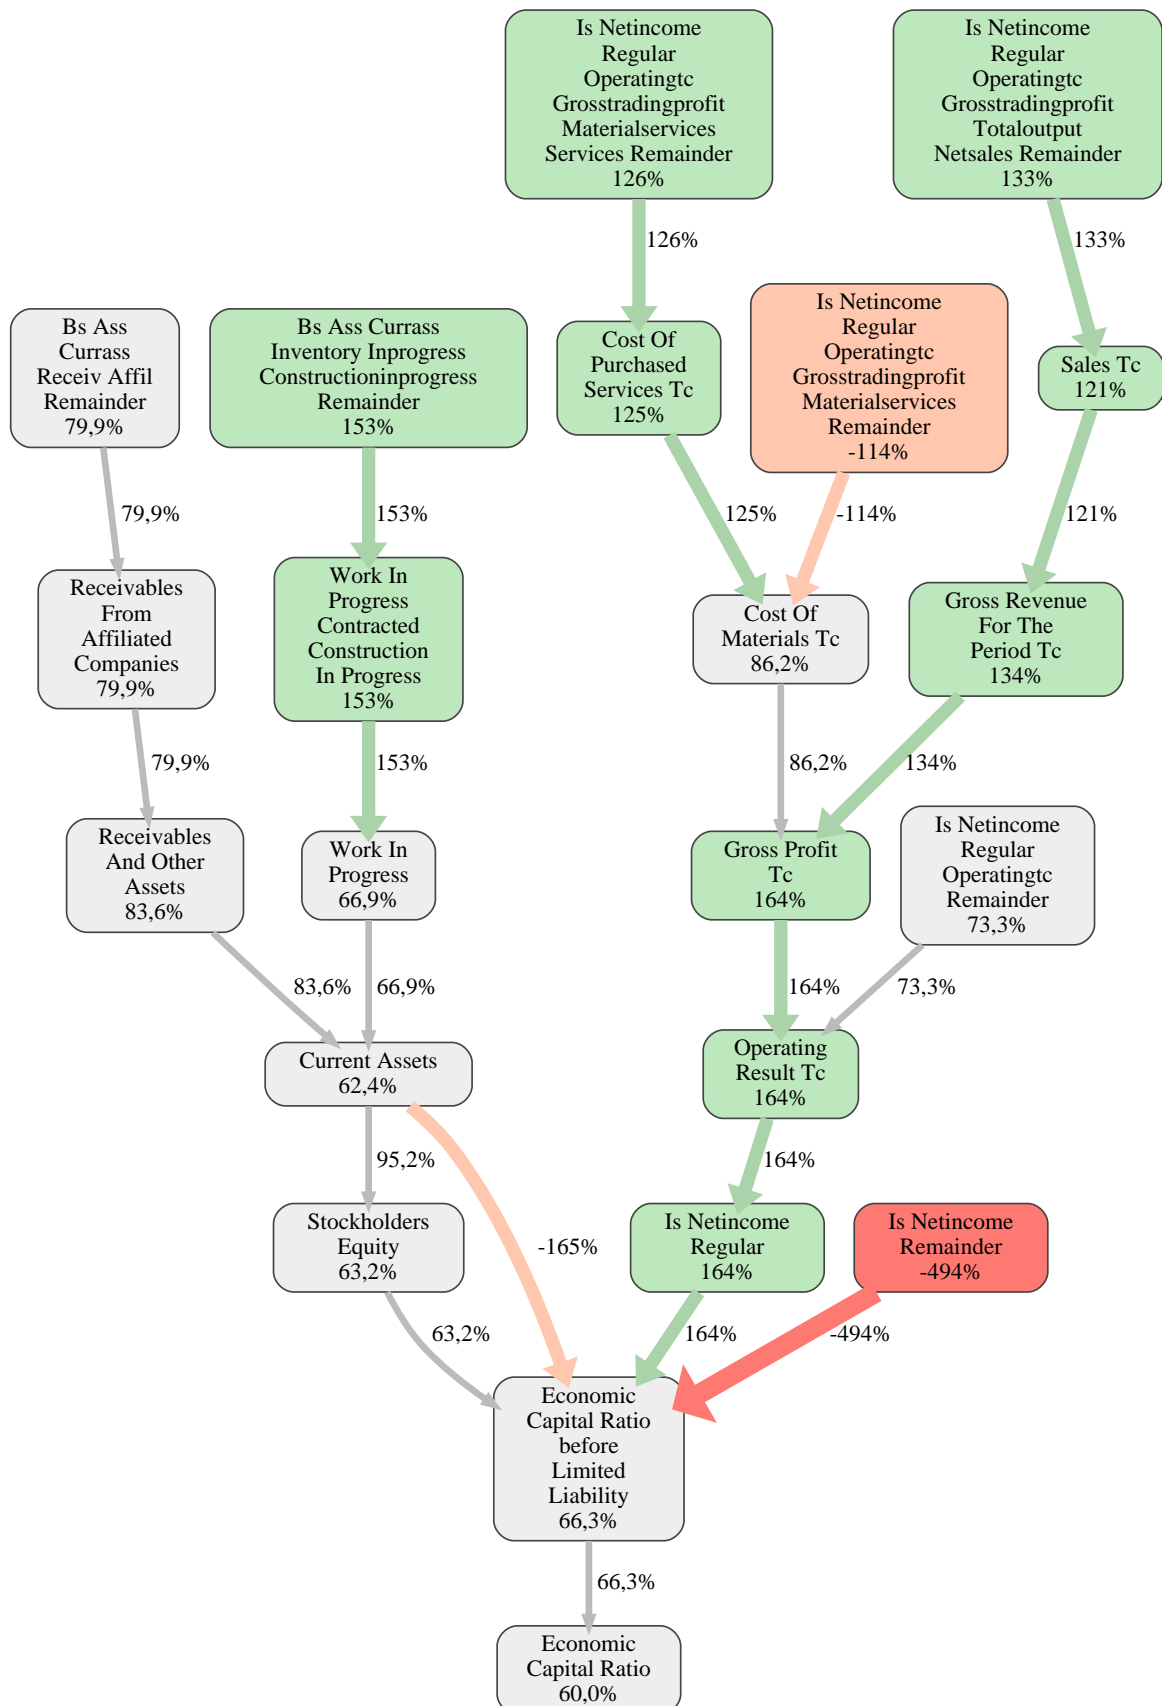 Is Netincome
Regular
Operatingtc
Grosstradingprofit
Materialservices
Services Remainder
126%
Is Netincome
Regular
Operatingtc
Grosstradingprofit
Totaloutput
Netsales Remainder
133%
126%
133%
Bs Ass
Currass
Receiv Affil
Remainder
79,9%
Bs Ass Currass
Inventory Inprogress
Constructioninprogress
Remainder
153%
Cost Of
Purchased
Services Tc
125%
Is Netincome
Regular
Operatingtc
Grosstradingprofit
Materialservices
Remainder
-114%
Sales Tc
121%
79,9%
153%
125%
-114%
121%
Receivables
From
Affiliated
Companies
79,9%
Work In
Progress
Contracted
Construction
In Progress
153%
Cost Of
Materials Tc
86,2%
Gross Revenue
For The
Period Tc
134%
79,9%
153%
86,2%
134%
Receivables
And Other
Assets
83,6%
Work In
Progress
66,9%
Gross Profit
Tc
164%
Is Netincome
Regular
Operatingtc
Remainder
73,3%
83,6%
66,9%
164%
73,3%
Current Assets
62,4%
Operating
Result Tc
164%
95,2%
-165%
164%
Stockholders
Equity
63,2%
Is Netincome
Regular
164%
Is Netincome
Remainder
-494%
63,2%
164%
-494%
Economic
Capital Ratio
before
Limited
Liability
66,3%
66,3%
Economic
Capital Ratio
60,0%